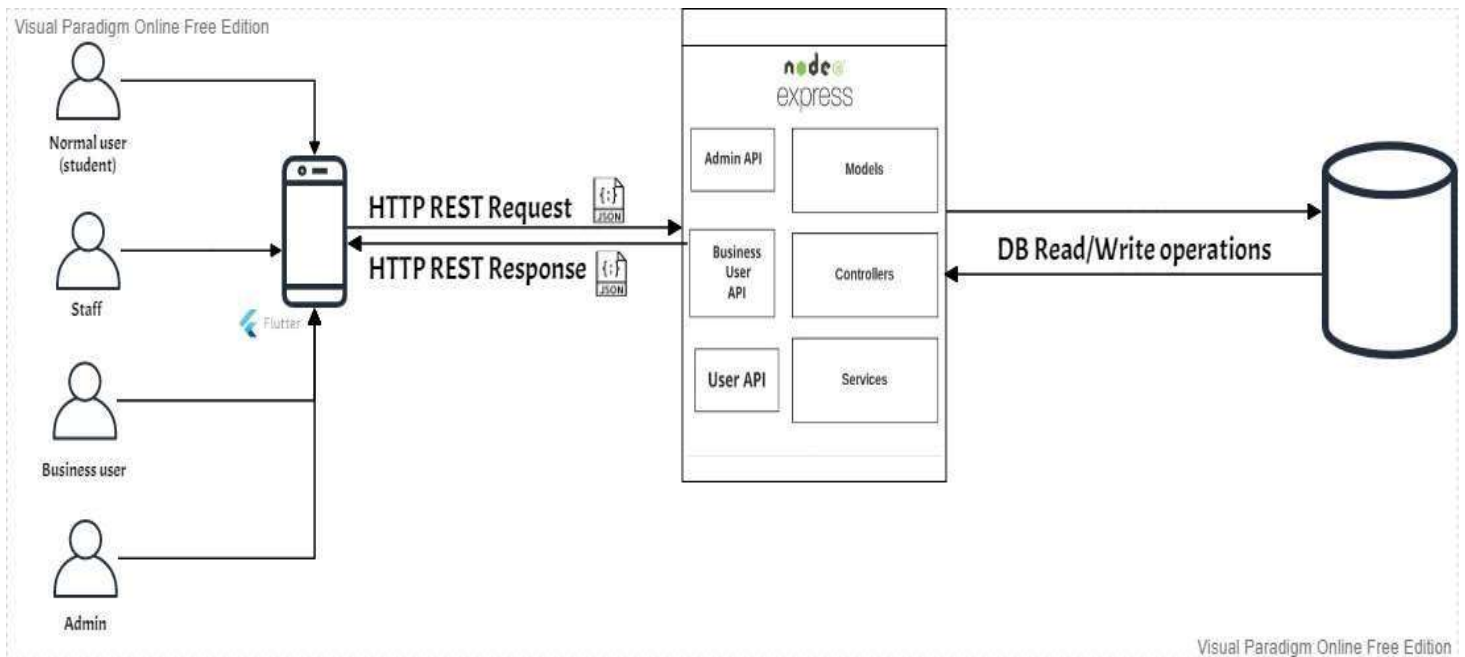 Visual Paradigm Online Free Edition
Normal user
(student)
Staff
Business user
Admin
Flutter
HTTP REST Request
{;}
JSON
HTTP REST Response
{;}
JSON
node
express
Admin API
Business
User
API
User API
Models
Controllers
Services
DB Read/Write operations
Visual Paradigm Online Free Edition